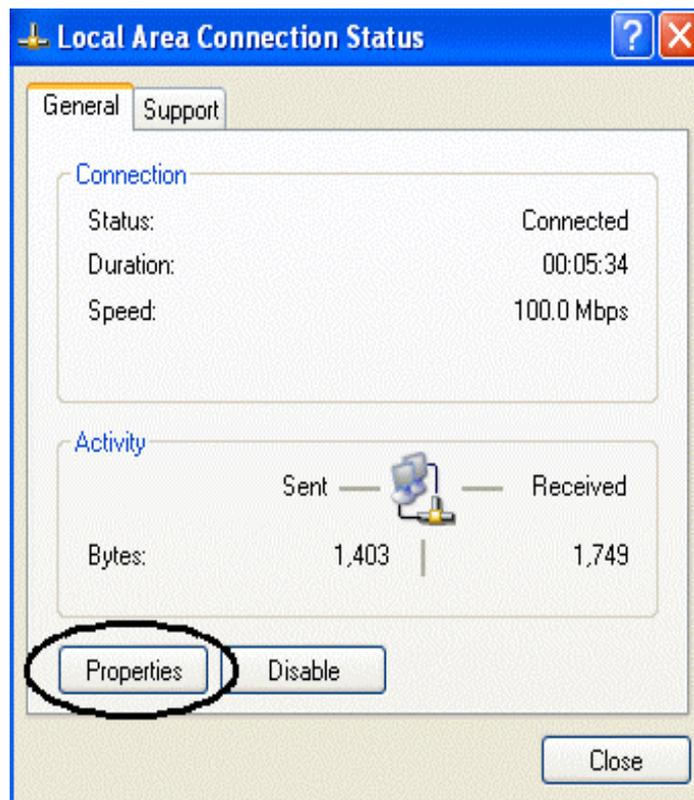 Local Area Connection Status
General Support
Connection
Status: Connected
Duration: 00:05:34
Speed: 100.0 Mbps
Activity
Sent Received
Bytes: 1,403 1,749
Properties Disable
Close